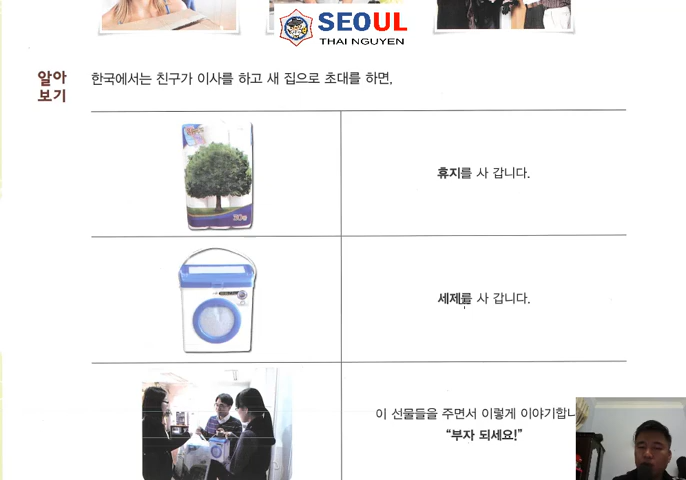 SEOUL
THAI NGUYEN
알아
보기
한국에서는 친구가 이사를 하고 새 집으로 초대를 하면,
휴지를 사 갑니다.
세제를 사 갑니다.
이 선물들을 주면서 이렇게 이야기합니
“부자 되세요!”